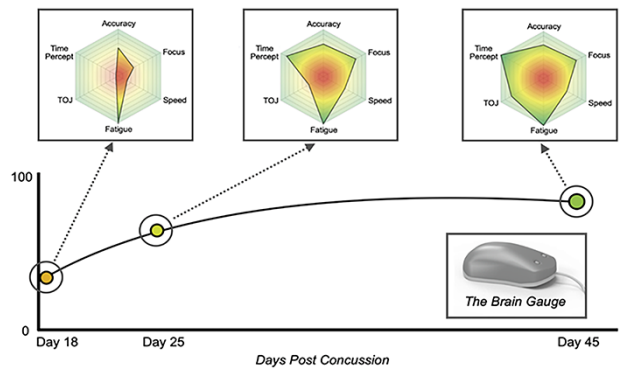 Accuracy
Time
Percept
Focus
TOJ
Speed
Fatigue
Accuracy
Time
Percept
Focus
TOJ
Speed
Fatigue
Accuracy
Time
Percept
Focus
TOJ
Speed
Fatigue
100
The Brain Gauge
0
Day 18
Day 25
Day 45
Days Post Concussion